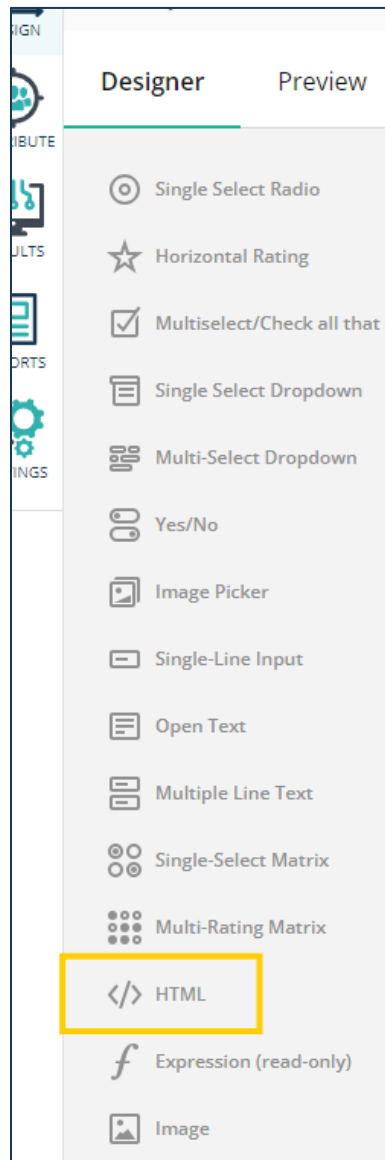 Designer
Preview
Single Select Radio
Horizontal Rating
Multiselect/Check all that
Single Select Dropdown
Multi-Select Dropdown
Yes/No
Image Picker
Single-Line Input
Open Text
Multiple Line Text
Single-Select Matrix
Multi-Rating Matrix
HTML
Expression (read-only)
Image